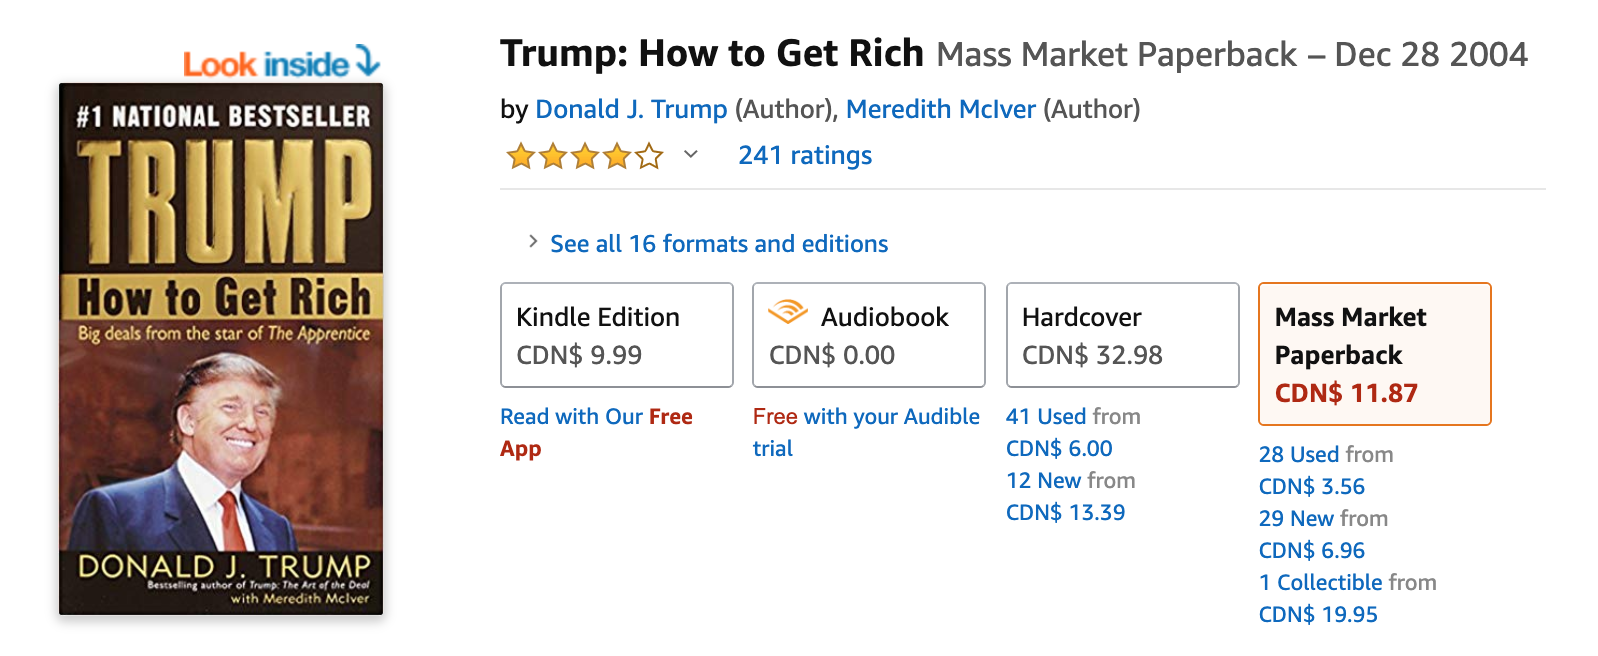 Look inside
#1 NATIONAL BESTSELLER
TRUMP
How to Get Rich
Big deals from the star of The Apprentice
DONALD J. TRUMP
Bestselling author of Trump: The Art of the Deal
with Meredith McIver
Trump: How to Get Rich Mass Market Paperback – Dec 28 2004
by Donald J. Trump (Author), Meredith McIver (Author)
241 ratings
See all 16 formats and editions
Kindle Edition
CDN$ 9.99
Read with Our Free
App
Audiobook
CDN$ 0.00
Free with your Audible
trial
Hardcover
CDN$ 32.98
41 Used from
CDN$ 6.00
12 New from
CDN$ 13.39
Mass Market
Paperback
CDN$ 11.87
28 Used from
CDN$ 3.56
29 New from
CDN$ 6.96
1 Collectible from
CDN$ 19.95